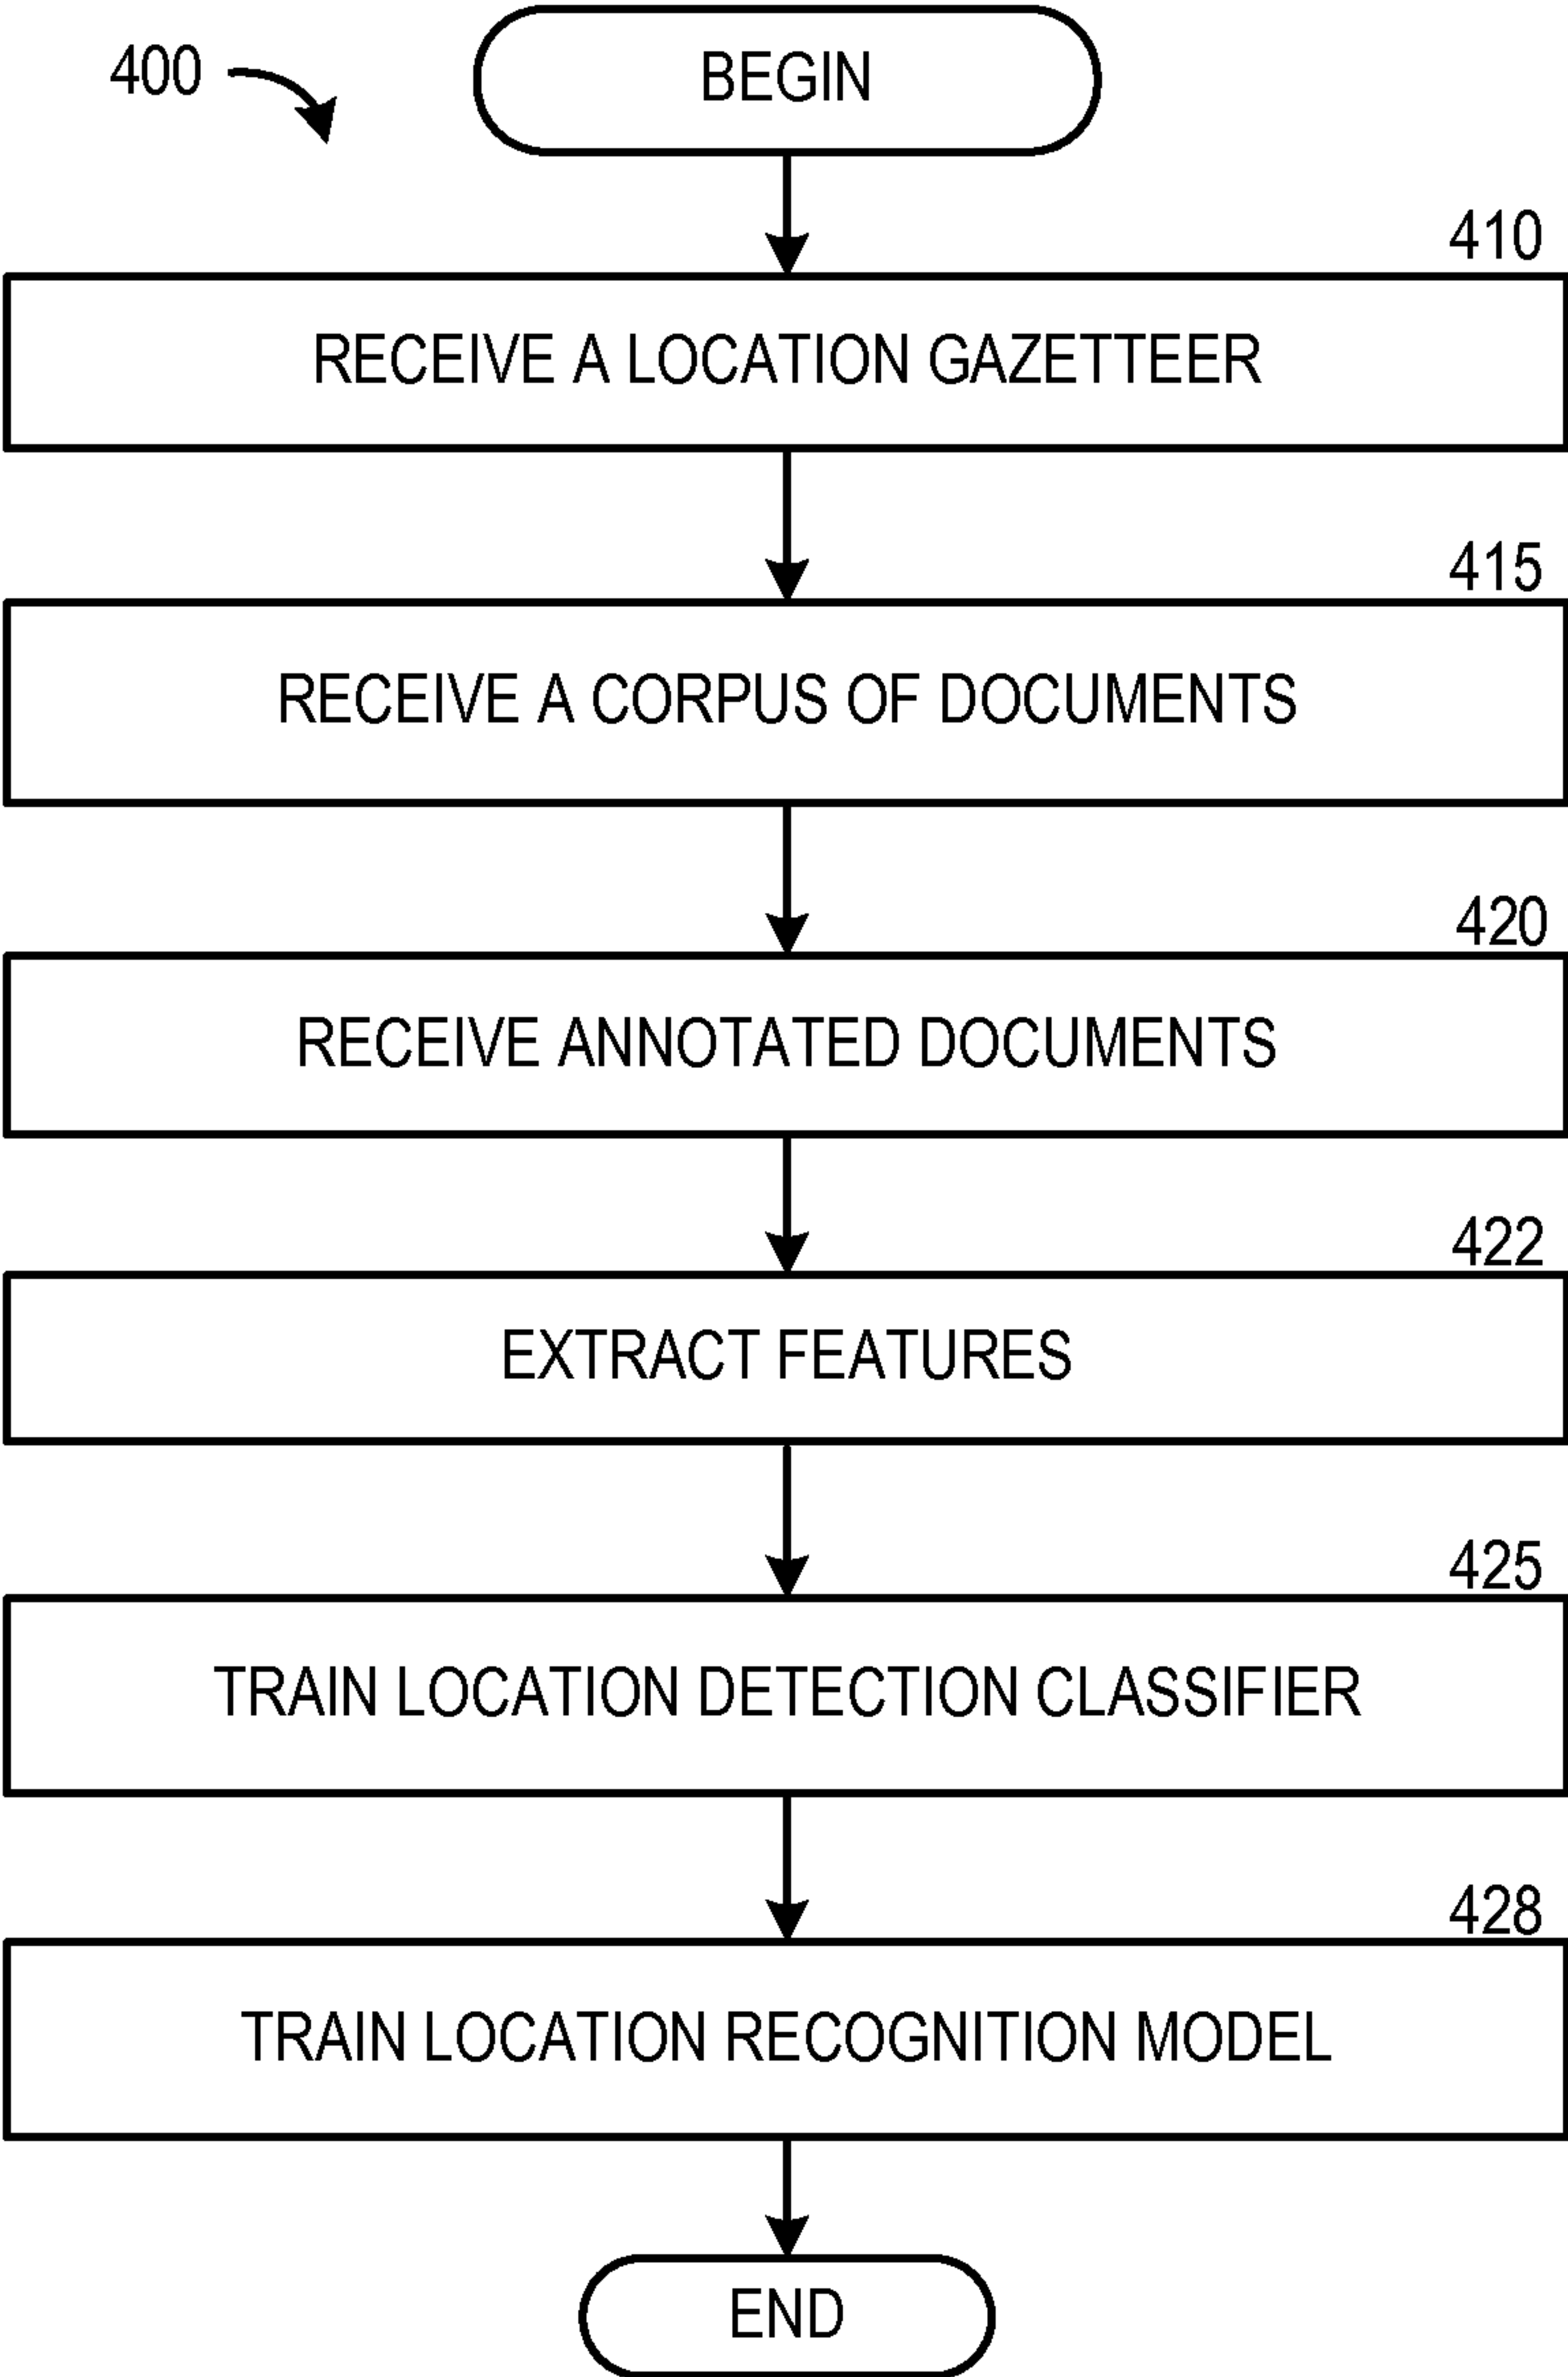 400
BEGIN
410
RECEIVE A LOCATION GAZETTEER
415
RECEIVE A CORPUS OF DOCUMENTS
420
RECEIVE ANNOTATED DOCUMENTS
422
EXTRACT FEATURES
425
TRAIN LOCATION DETECTION CLASSIFIER
428
TRAIN LOCATION RECOGNITION MODEL
END